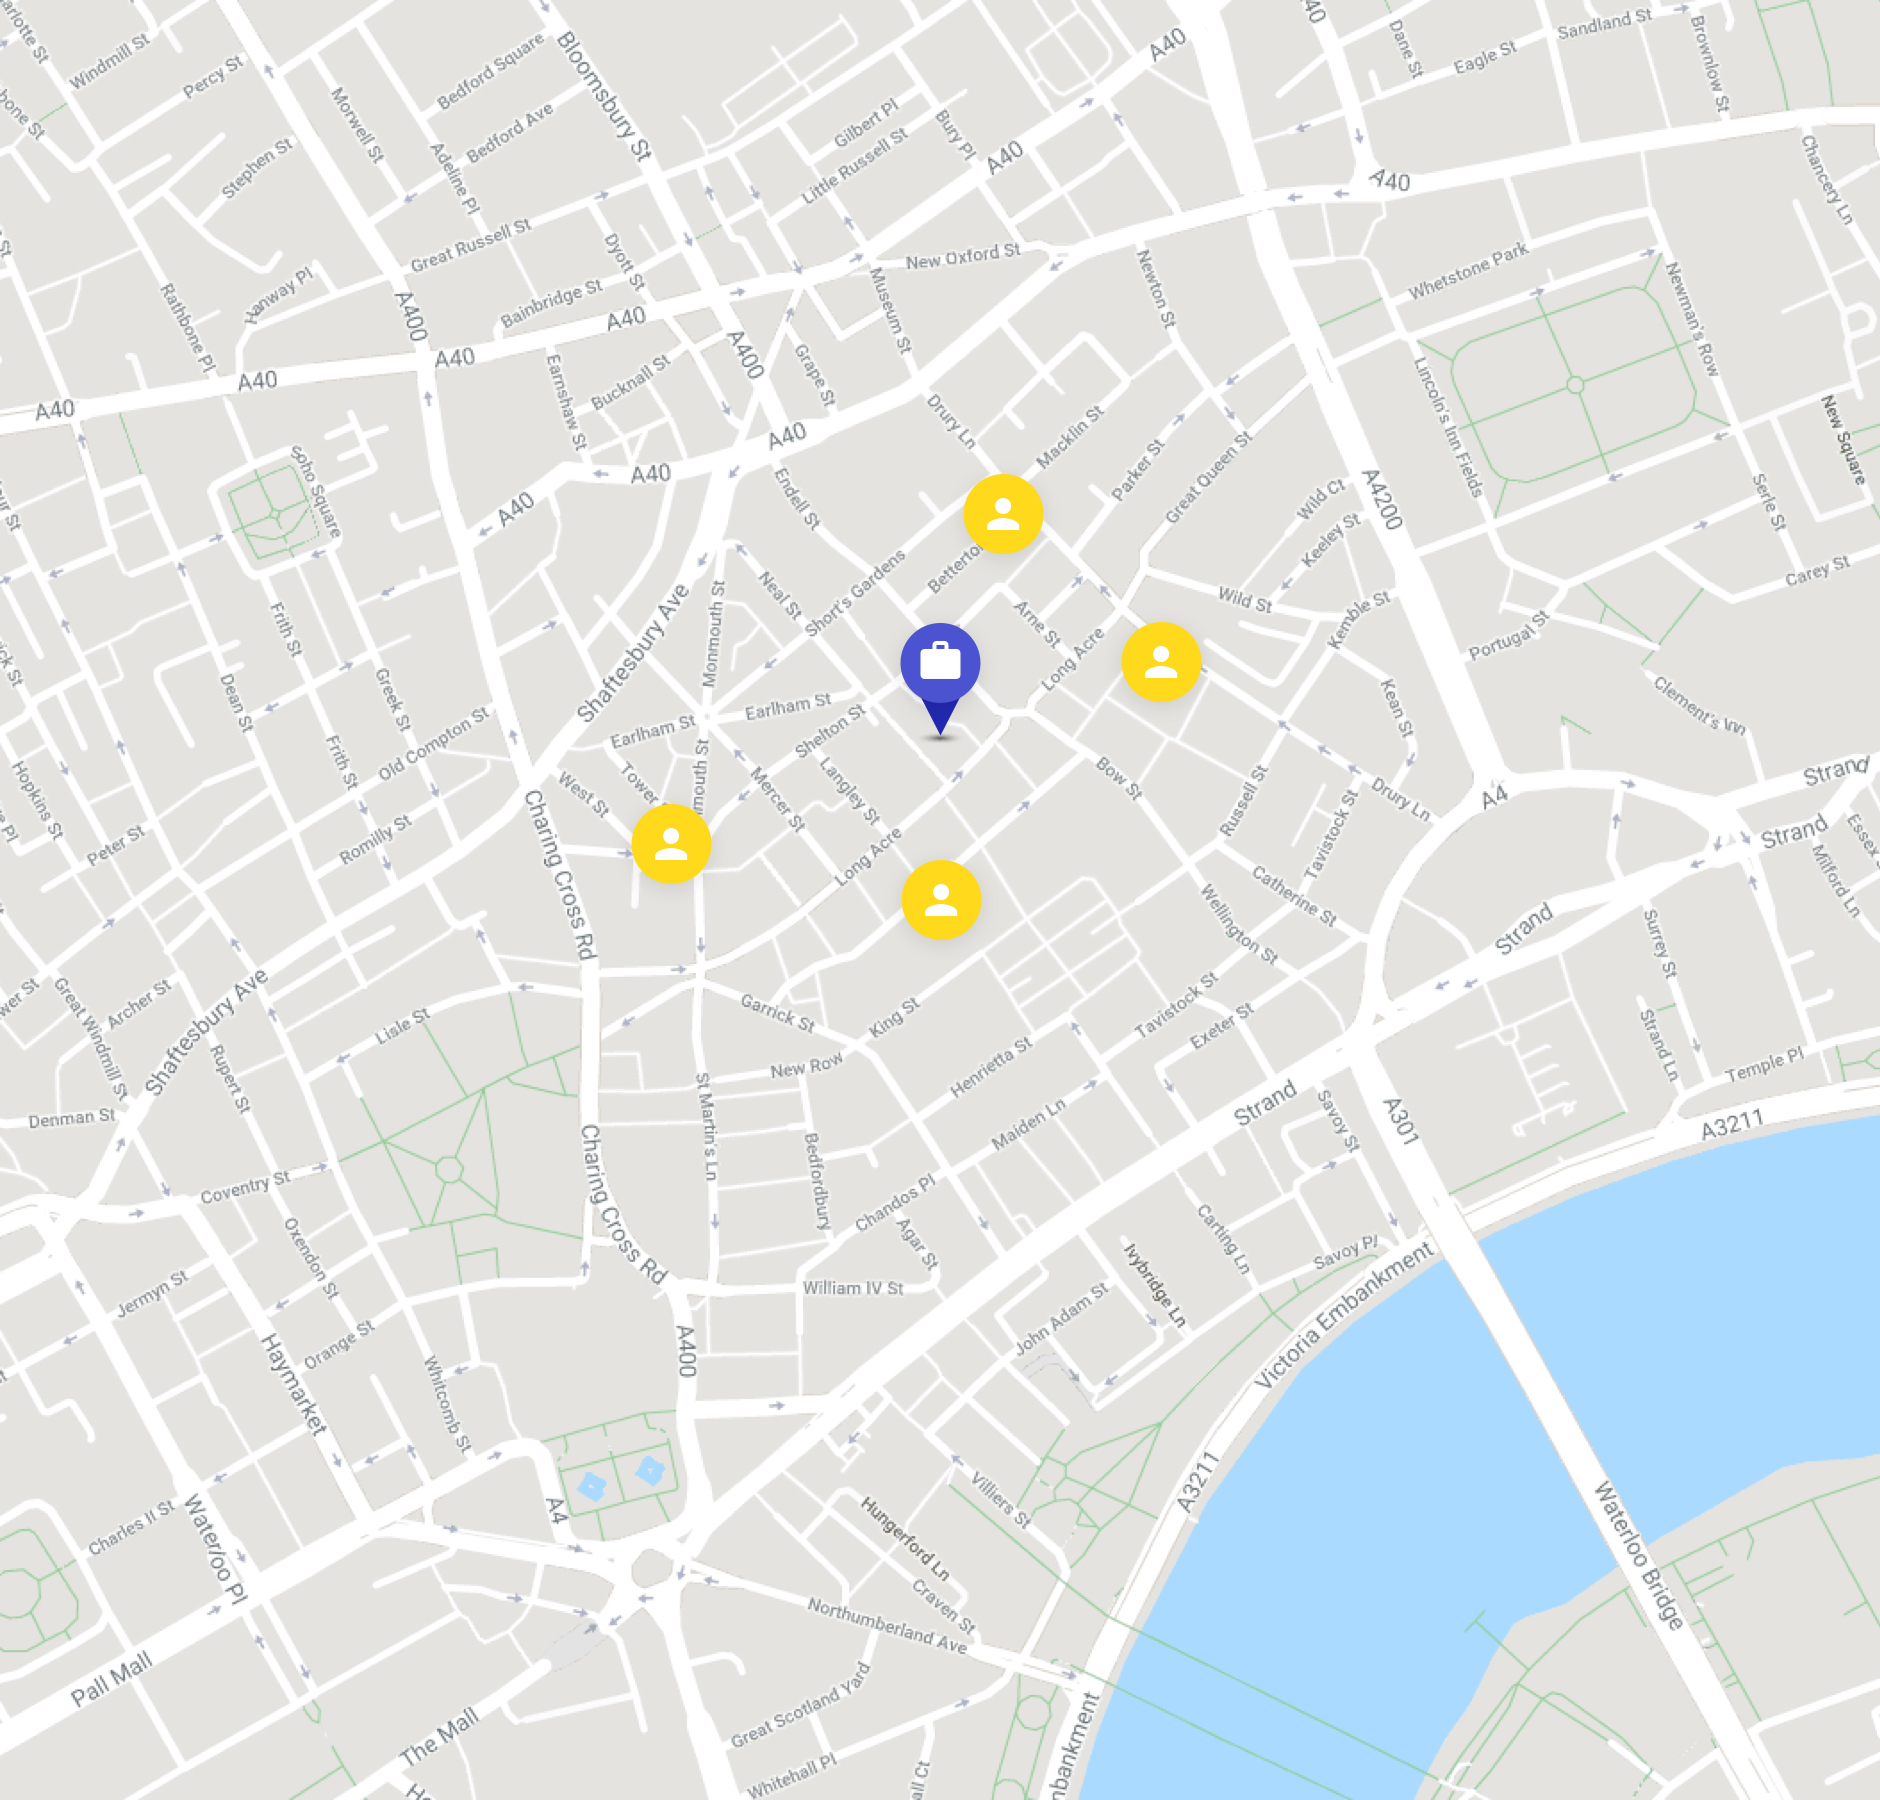 Windmill St
Percy St
Bedford Square
Bloomsbury St
A40
Dane St
Eagle St
Sandland St
Brownlow St
Morwell St
Bedford Ave
Gilbert Pl
Little Russell St
Bury Pl
A40
Stephen St
Adeline Pl
A40
Chancery Ln
Great Russell St
Dyott St
New Oxford St
Newton St
Whetstone Park
Hanway Pl
Rathbone Pl
A400
Bainbridge St
A40
Museum St
Newman's Row
A40
A40
A40
A400
Earnshaw St
Bucknall St
Grape St
Drury Ln
Macklin St
Lincoln's Inn Fields
New Square
A40
A40
A40
Soho Square
Endell St
Parker St
Great Queen St
Wild Ct
A4200
Serle St
Keeley St
Carey St
Neal St
Short's Gardens
Arne St
Wild St
Kemble St
Portugal St
Frith St
Monmouth St
Shaftesbury Ave
Long Acre
Dean St
Greek St
Earlham St
Earlham St
Shelton St
Kean St
Clement's Inn
Old Compton St
Frith St
Hopkins St
West St
Tower
mouth St
Mercer St
Langley St
Bow St
Russell St
Tavistock St
Drury Ln
A4
Strand
Strand
Peter St
Romilly St
Charing Cross Rd
Long Acre
Catherine St
Wellington St
Milford Ln
Strand
Surrey St
Shaftesbury Ave
Great Windmill St
Archer St
Lisle St
Garrick St
King St
Tavistock St
Exeter St
Strand Ln
Temple Pl
Rupert St
New Row
Henrietta St
Maiden Ln
Strand
Savoy St
A301
A3211
Denman St
St Martin's Ln
Bedfordbury
Charing Cross Rd
Coventry St
Chandos Pl
Agar St
Carting Ln
Savoy Pl
Oxendon St
Charing Cross Rd
William IV St
Ivybridge Ln
Victoria Embankment
Jermyn St
Orange St
Haymarket
Whitcomb St
A400
John Adam St
A3211
Villiers St
Waterloo Bridge
Charles II St
Waterloo Pl
A4
Hungerford Ln
Craven St
Northumberland Ave
Pall Mall
The Mall
Great Scotland Yard
Whitehall Pl